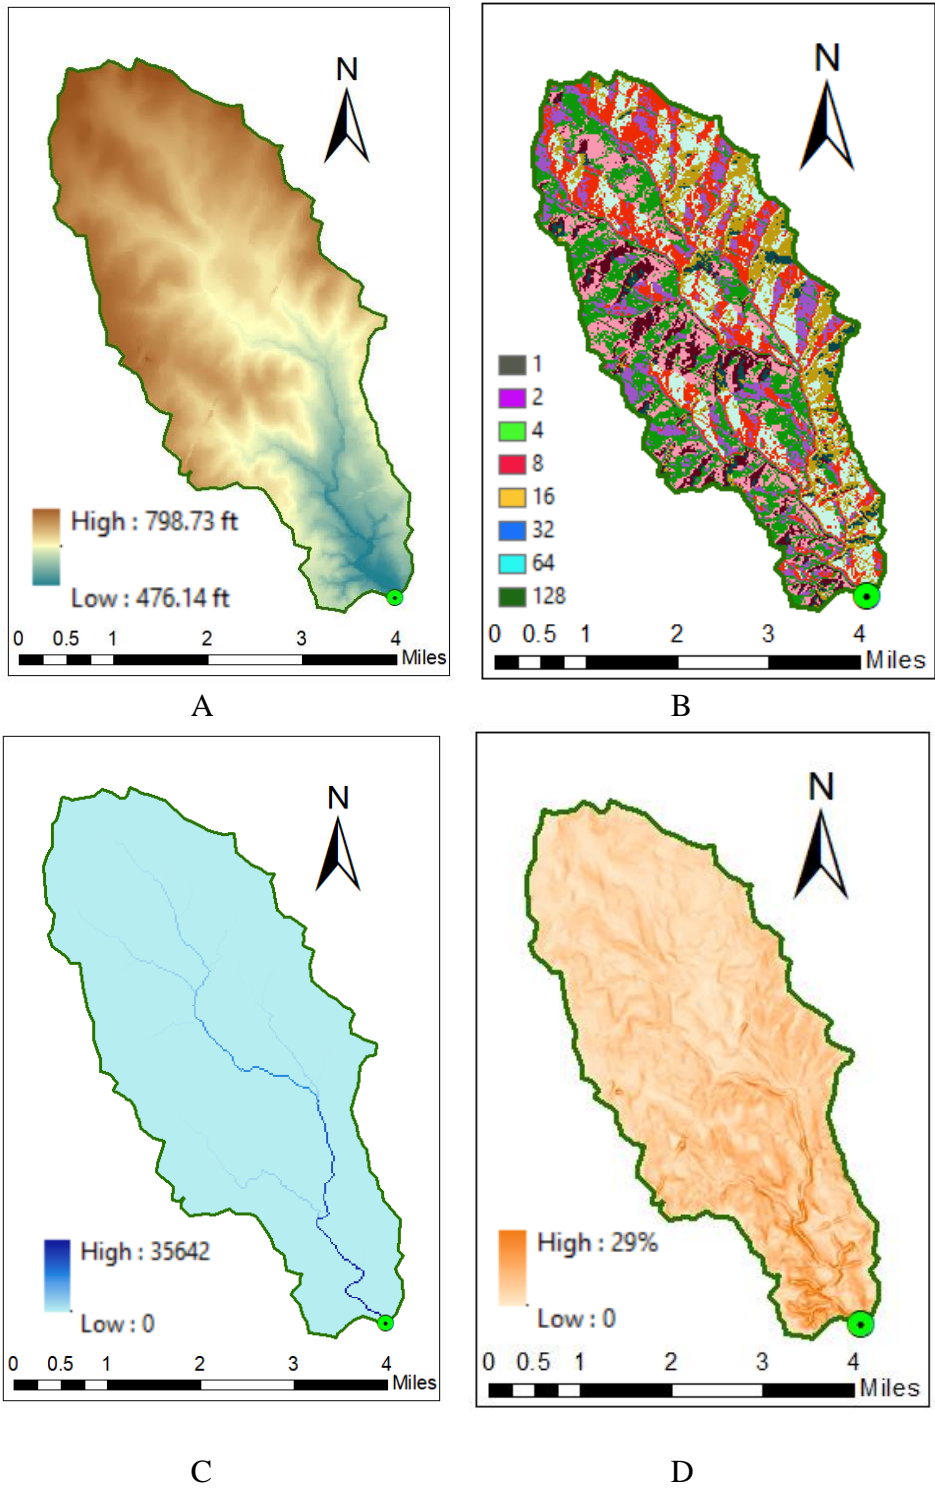 N
High : 798.73 ft
Low : 476.14 ft
0 0.5 1 2 3 4
Miles
A
N
1
2
4
8
16
32
64
128
0 0.5 1 2 3 4
Miles
B
N
High : 35642
Low : 0
0 0.5 1 2 3 4
Miles
C
N
High : 29%
Low : 0
0 0.5 1 2 3 4
Miles
D